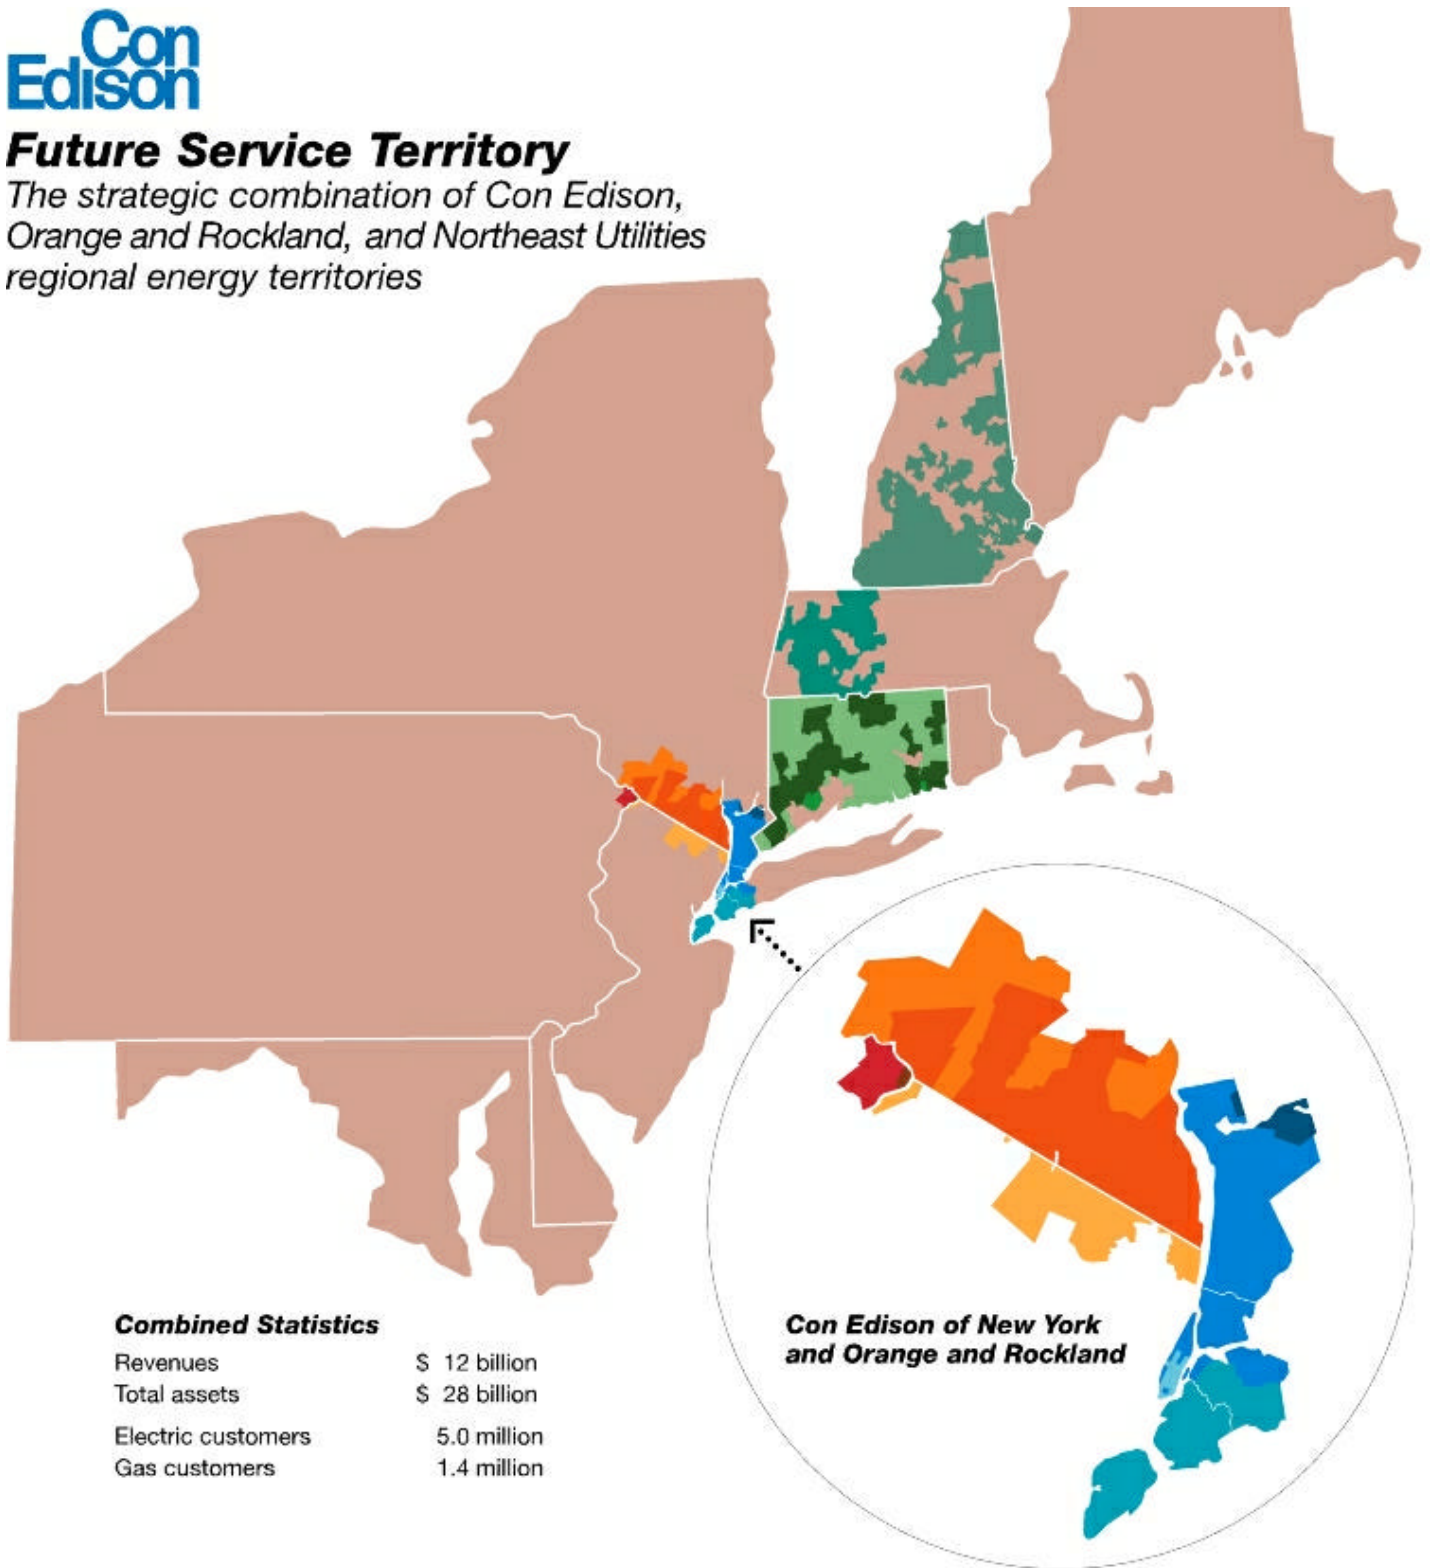 Con
Edison
Future Service Territory
The strategic combination of Con Edison,
Orange and Rockland, and Northeast Utilities
regional energy territories
Con Edison of New York
and Orange and Rockland
Combined Statistics
Revenues $ 12 billion
Total assets $ 28 billion
Electric customers 5.0 million
Gas customers 1.4 million